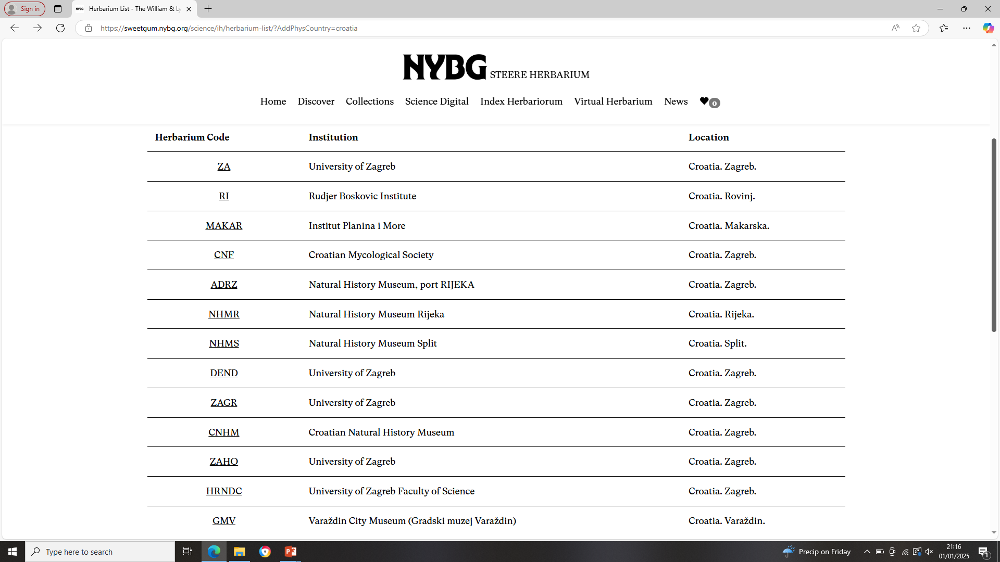 Sign in
NYBG Herbarium List - The William & Ly
https://sweetgum.nybg.org/science/ih/herbarium-list/?AddPhysCountry=croatia
NYBG STEERE HERBARIUM
Home Discover Collections Science Digital Index Herbariorum Virtual Herbarium News 0
Herbarium Code Institution Location
ZA University of Zagreb Croatia. Zagreb.
RI Rudjer Boskovic Institute Croatia. Rovinj.
MAKAR Institut Planina i More Croatia. Makarska.
CNF Croatian Mycological Society Croatia. Zagreb.
ADRZ Natural History Museum, port RIJEKA Croatia. Zagreb.
NHMR Natural History Museum Rijeka Croatia. Rijeka.
NHMS Natural History Museum Split Croatia. Split.
DEND University of Zagreb Croatia. Zagreb.
ZAGR University of Zagreb Croatia. Zagreb.
CNHM Croatian Natural History Museum Croatia. Zagreb.
ZAHO University of Zagreb Croatia. Zagreb.
HRNDC University of Zagreb Faculty of Science Croatia. Zagreb.
GMV Varaždin City Museum (Gradski muzej Varaždin) Croatia. Varaždin.
Type here to search
Precip on Friday
21:16
01/01/2025
1